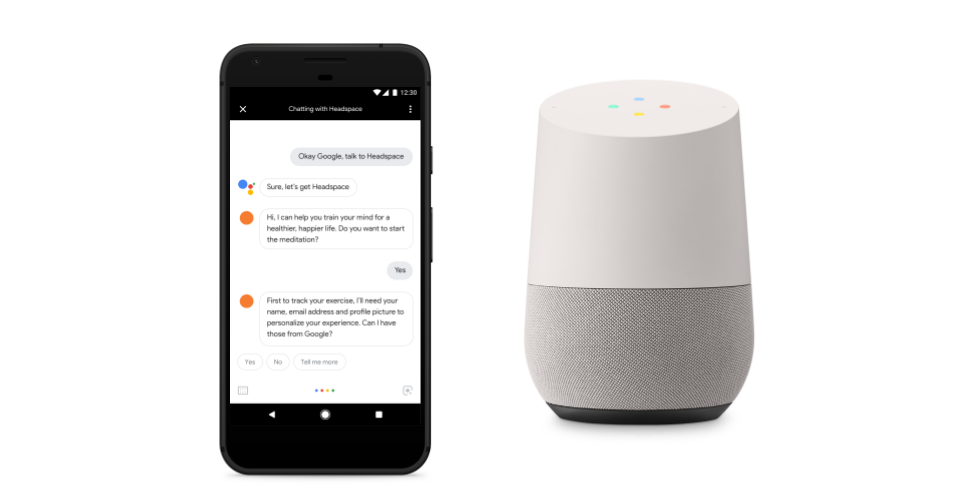 12:30
Chatting with Headspace
Okay Google, talk to Headspace
Sure, let's get Headspace
Hi, I can help you train your mind for a
healthier, happier life. Do you want to start
the meditation?
Yes
First to track your exercise, I'll need your
name, email address and profile picture to
personalize your experience. Can I have
those from Google?
Yes No Tell me more